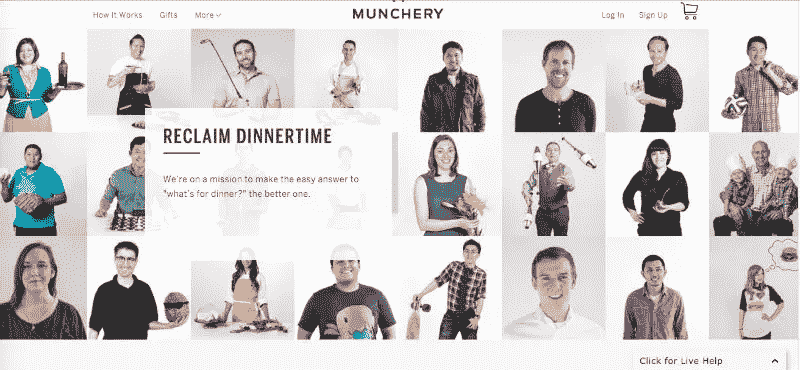 How It Works Gifts More
MUNCHERY
Log In Sign Up
RECLAIM DINNERTIME
We're on a mission to make the easy answer to
"what's for dinner?" the better one.
Click for Live Help